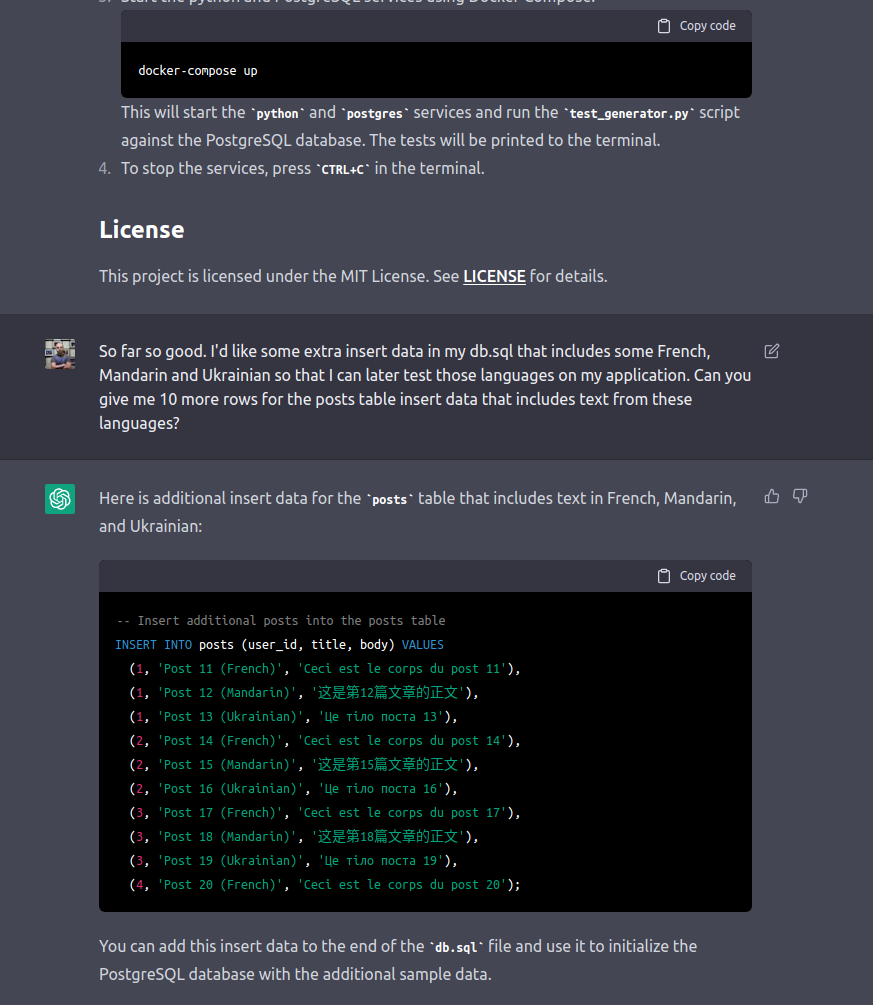 3. Start the python and PostgreSQL services using Docker Compose:
Copy code
docker-compose up
This will start the `python` and `postgres` services and run the `test_generator.py` script
against the PostgreSQL database. The tests will be printed to the terminal.
4. To stop the services, press `CTRL+C` in the terminal.
License
This project is licensed under the MIT License. See LICENSE for details.
So far so good. I'd like some extra insert data in my db.sql that includes some French,
Mandarin and Ukrainian so that I can later test those languages on my application. Can you
give me 10 more rows for the posts table insert data that includes text from these
languages?
Here is additional insert data for the `posts` table that includes text in French, Mandarin,
and Ukrainian:
Copy code
-- Insert additional posts into the posts table
INSERT INTO posts (user_id, title, body) VALUES
(1, 'Post 11 (French)', 'Ceci est le corps du post 11'),
(1, 'Post 12 (Mandarin)', '这是第12篇文章的正文'),
(1, 'Post 13 (Ukrainian)', 'Це тіло поста 13'),
(2, 'Post 14 (French)', 'Ceci est le corps du post 14'),
(2, 'Post 15 (Mandarin)', '这是第15篇文章的正文'),
(2, 'Post 16 (Ukrainian)', 'Це тіло поста 16'),
(3, 'Post 17 (French)', 'Ceci est le corps du post 17'),
(3, 'Post 18 (Mandarin)', '这是第18篇文章的正文'),
(3, 'Post 19 (Ukrainian)', 'Це тіло поста 19'),
(4, 'Post 20 (French)', 'Ceci est le corps du post 20');
You can add this insert data to the end of the `db.sql` file and use it to initialize the
PostgreSQL database with the additional sample data.